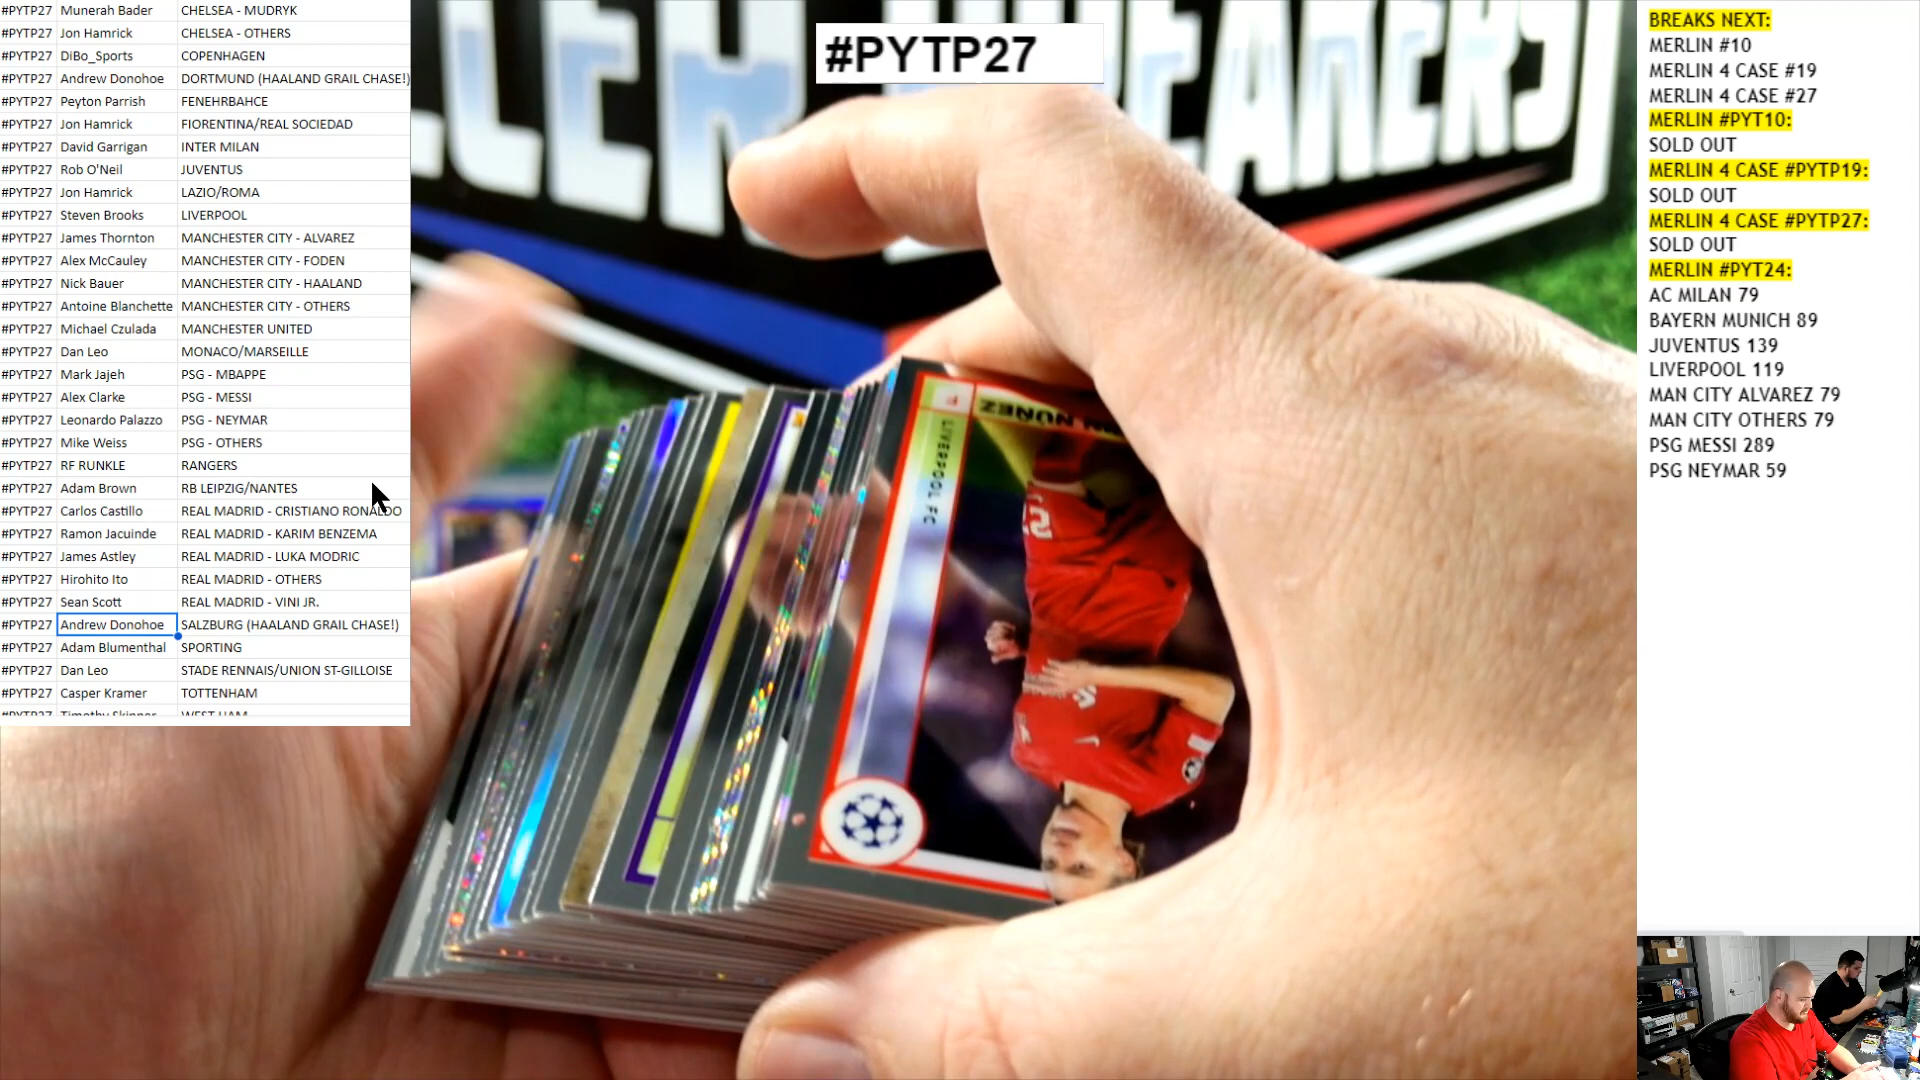 #PYTP27 Munerah Bader CHELSEA - MUDRYK
#PYTP27 Jon Hamrick CHELSEA - OTHERS
#PYTP27 DiBo_Sports COPENHAGEN
#PYTP27 Andrew Donohoe DORTMUND (HAALAND GRAIL CHASE!)
#PYTP27 Peyton Parrish FENEHRBAHCE
#PYTP27 Jon Hamrick FIORENTINA/REAL SOCIEDAD
#PYTP27 David Garrigan INTER MILAN
#PYTP27 Rob O'Neil JUVENTUS
#PYTP27 Jon Hamrick LAZIO/ROMA
#PYTP27 Steven Brooks LIVERPOOL
#PYTP27 James Thornton MANCHESTER CITY - ALVAREZ
#PYTP27 Alex McCauley MANCHESTER CITY - FODEN
#PYTP27 Nick Bauer MANCHESTER CITY - HAALAND
#PYTP27 Antoine Blanchette MANCHESTER CITY - OTHERS
#PYTP27 Michael Czulada MANCHESTER UNITED
#PYTP27 Dan Leo MONACO/MARSEILLE
#PYTP27 Mark Jajeh PSG - MBAPPE
#PYTP27 Alex Clarke PSG - MESSI
#PYTP27 Leonardo Palazzo PSG - NEYMAR
#PYTP27 Mike Weiss PSG - OTHERS
#PYTP27 RF RUNKLE RANGERS
#PYTP27 Adam Brown RB LEIPZIG/NANTES
#PYTP27 Carlos Castillo REAL MADRID - CRISTIANO RONALDO
#PYTP27 Ramon Jacuinde REAL MADRID - KARIM BENZEMA
#PYTP27 James Astley REAL MADRID - LUKA MODRIC
#PYTP27 Hirohito Ito REAL MADRID - OTHERS
#PYTP27 Sean Scott REAL MADRID - VINI JR.
#PYTP27 Andrew Donohoe SALZBURG (HAALAND GRAIL CHASE!)
#PYTP27 Adam Blumenthal SPORTING
#PYTP27 Dan Leo STADE RENNAIS/UNION ST-GILLOISE
#PYTP27 Casper Kramer TOTTENHAM
#PYTP27 Timothy Skinner WEST HAM
#PYTP27
LIVERPOOL FC
NUNEZ
BREAKS NEXT:
MERLIN #10
MERLIN 4 CASE #19
MERLIN 4 CASE #27
MERLIN #PYT10:
SOLD OUT
MERLIN 4 CASE #PYTP19:
SOLD OUT
MERLIN 4 CASE #PYTP27:
SOLD OUT
MERLIN #PYT24:
AC MILAN 79
BAYERN MUNICH 89
JUVENTUS 139
LIVERPOOL 119
MAN CITY ALVAREZ 79
MAN CITY OTHERS 79
PSG MESSI 289
PSG NEYMAR 59